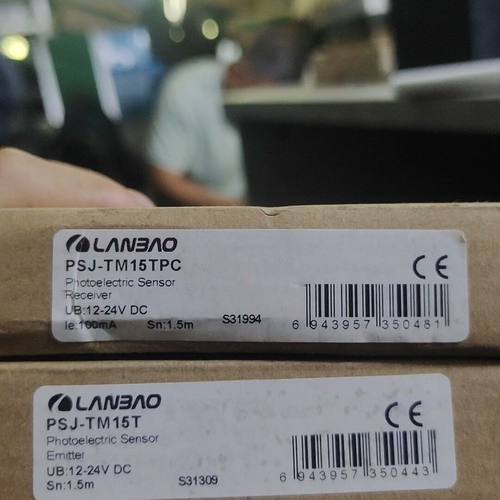 LANBAO
PSJ-TM15TPC
Photoelectric Sensor
Receiver
UB:12-24V DC
Ie:100mA Sn:1.5m S31994
CE
6 943957 350481
LANBAO
PSJ-TM15T
Photoelectric Sensor
Emitter
UB:12-24V DC
Sn:1.5m S31309
CE
6 943957 350443